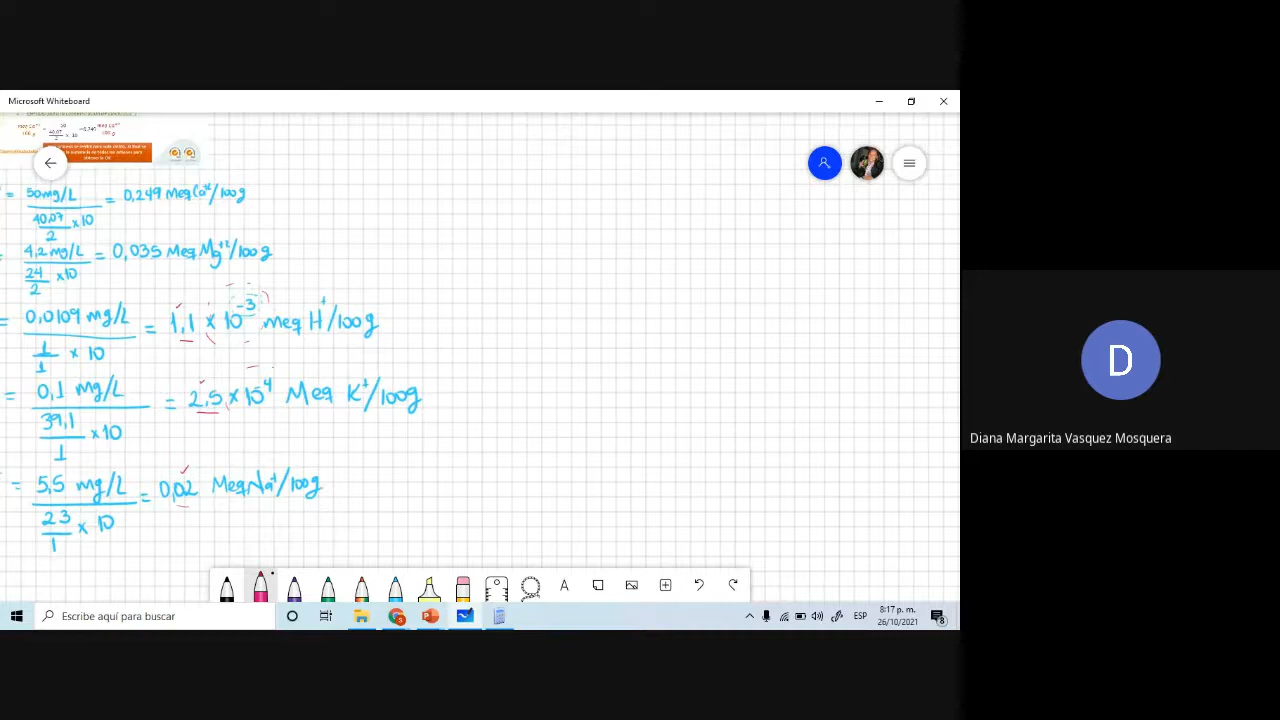 Microsoft Whiteboard
= 50mg/L / (40,07/2 x 10) = 0,249 Meq Ca+2/100g
= 4,2 mg/L / (24/2 x 10) = 0,035 Meq Mg+2/100g
= 0,0109 mg/L / (1/1 x 10) = 1,1 x 10^-3 meq H+/100g
= 0,1 mg/L / (39,1/1 x 10) = 2,5 x 10^4 Meq K+/100g
= 5,5 mg/L / (23/1 x 10) = 0,02 Meq Na+/100g
D
Diana Margarita Vasquez Mosquera
A
Escribe aquí para buscar
ESP
8:17 p. m.
26/10/2021
8